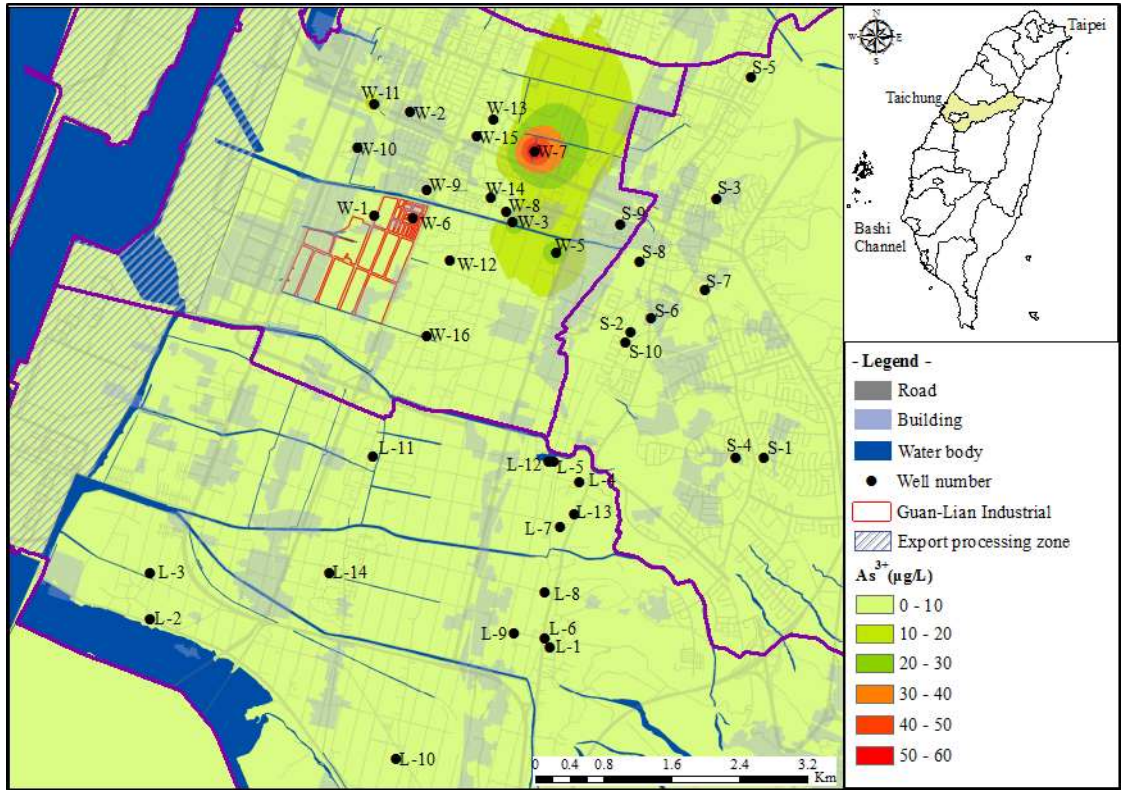 S-5
W-11
W-2
W-13
W-15
W-7
W-10
W-9
W-14
S-3
W-1
W-6
W-8
W-3
S-9
W-5
S-8
W-12
S-7
S-6
S-2
W-16
S-10
L-11
L-12
L-5
S-4
S-1
L-4
L-13
L-7
L-3
L-14
L-8
L-2
L-9
L-6
L-1
L-10
0 0.4 0.8 1.6 2.4 3.2
Km
N
W E
S
Taipei
Taichung
Bashi
Channel
- Legend -
Road
Building
Water body
Well number
Guan-Lian Industrial
Export processing zone
As³⁺(µg/L)
0 - 10
10 - 20
20 - 30
30 - 40
40 - 50
50 - 60